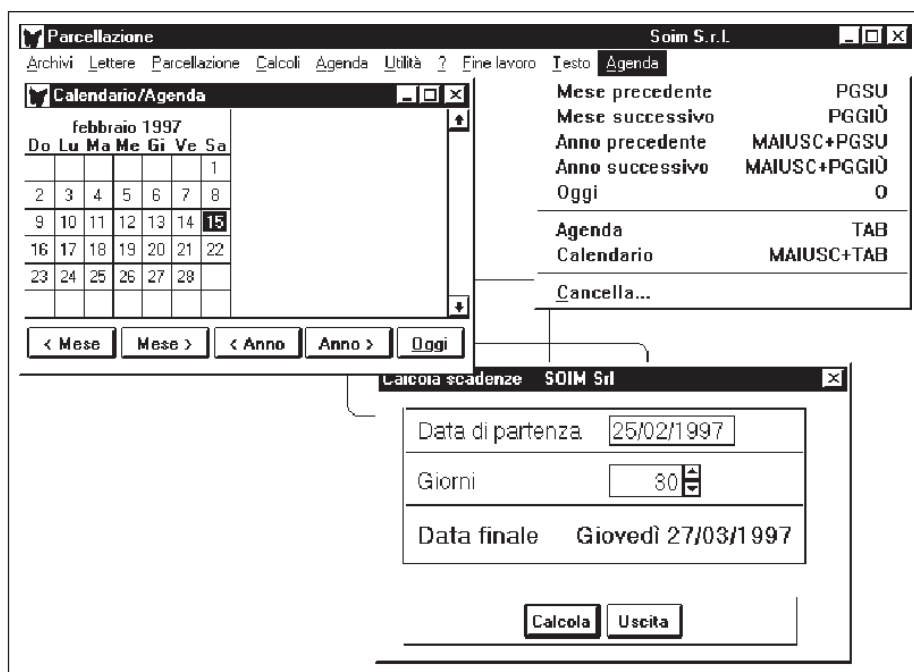 Parcellazione Soim S.r.l.
Archivi Lettere Parcellazione Calcoli Agenda Utilità ? Fine lavoro Testo Agenda
Calendario/Agenda
febbraio 1997
Do Lu Ma Me Gi Ve Sa
1
2 3 4 5 6 7 8
9 10 11 12 13 14 15
16 17 18 19 20 21 22
23 24 25 26 27 28
< Mese Mese > < Anno Anno > Oggi
Mese precedente PGSU
Mese successivo PGGIÙ
Anno precedente MAIUSC+PGSU
Anno successivo MAIUSC+PGGIÙ
Oggi O
Agenda TAB
Calendario MAIUSC+TAB
Cancella...
Calcola scadenze SOIM Srl
Data di partenza 25/02/1997
Giorni 30
Data finale Giovedì 27/03/1997
Calcola Uscita